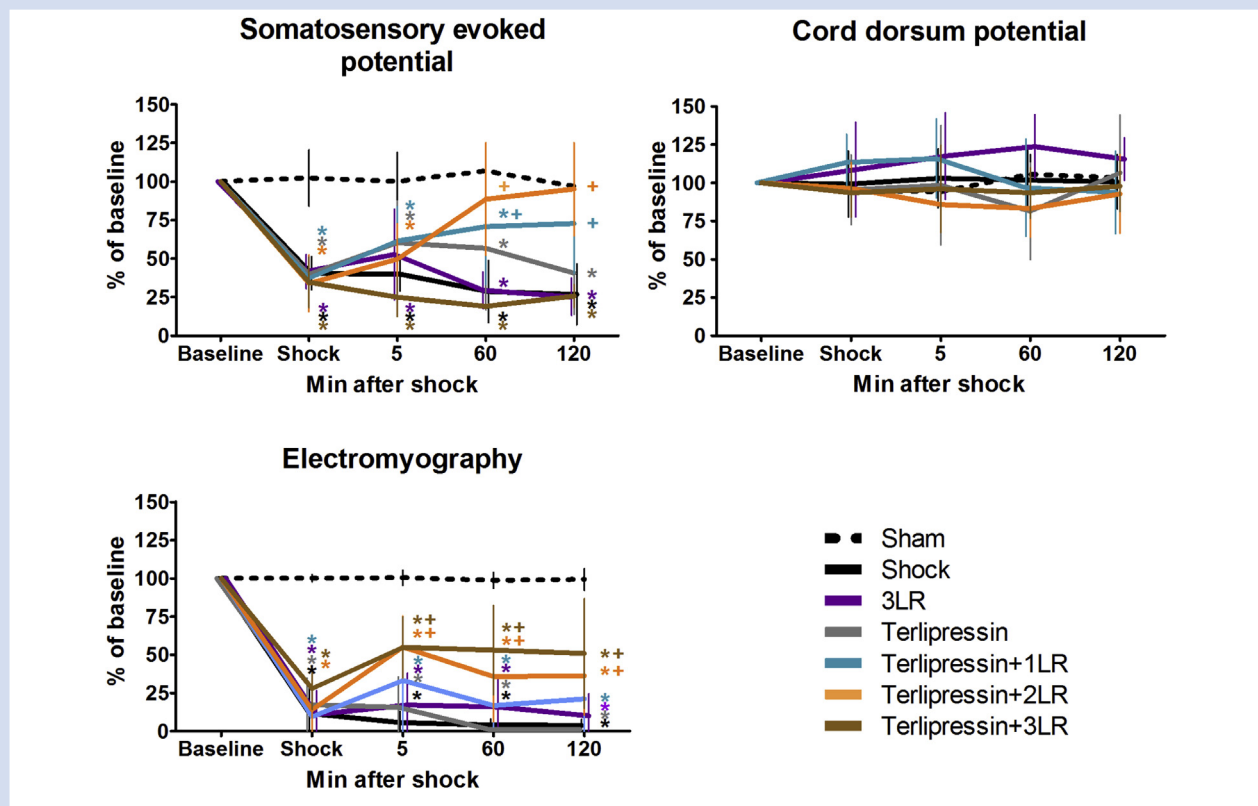 Somatosensory evoked
potential
150
125
100
75
50
25
0
% of baseline
* * *
* * *
* * *
* * *
+
*+
*
*
* *
+
+
*
* * *
Baseline Shock 5 60 120
Min after shock
Cord dorsum potential
150
125
100
75
50
25
0
% of baseline
Baseline Shock 5 60 120
Min after shock
Electromyography
150
125
100
75
50
25
0
% of baseline
* * * *
* *
*+
*+
* * * *
*+
*+
* * * *
*+
*+
* * * *
Baseline Shock 5 60 120
Min after shock
Sham
Shock
3LR
Terlipressin
Terlipressin+1LR
Terlipressin+2LR
Terlipressin+3LR